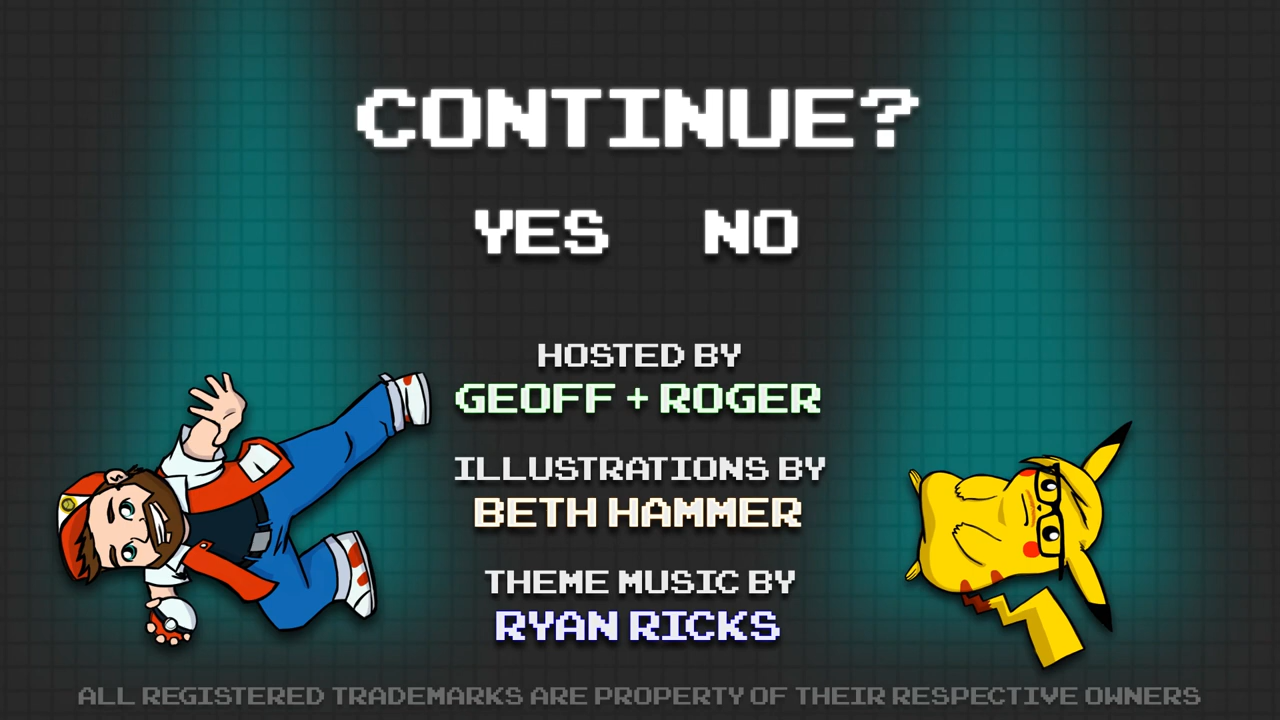 CONTINUE?
YES NO
HOSTED BY
GEOFF + ROGER
ILLUSTRATIONS BY
BETH HAMMER
THEME MUSIC BY
RYAN RICKS
ALL REGISTERED TRADEMARKS ARE PROPERTY OF THEIR RESPECTIVE OWNERS